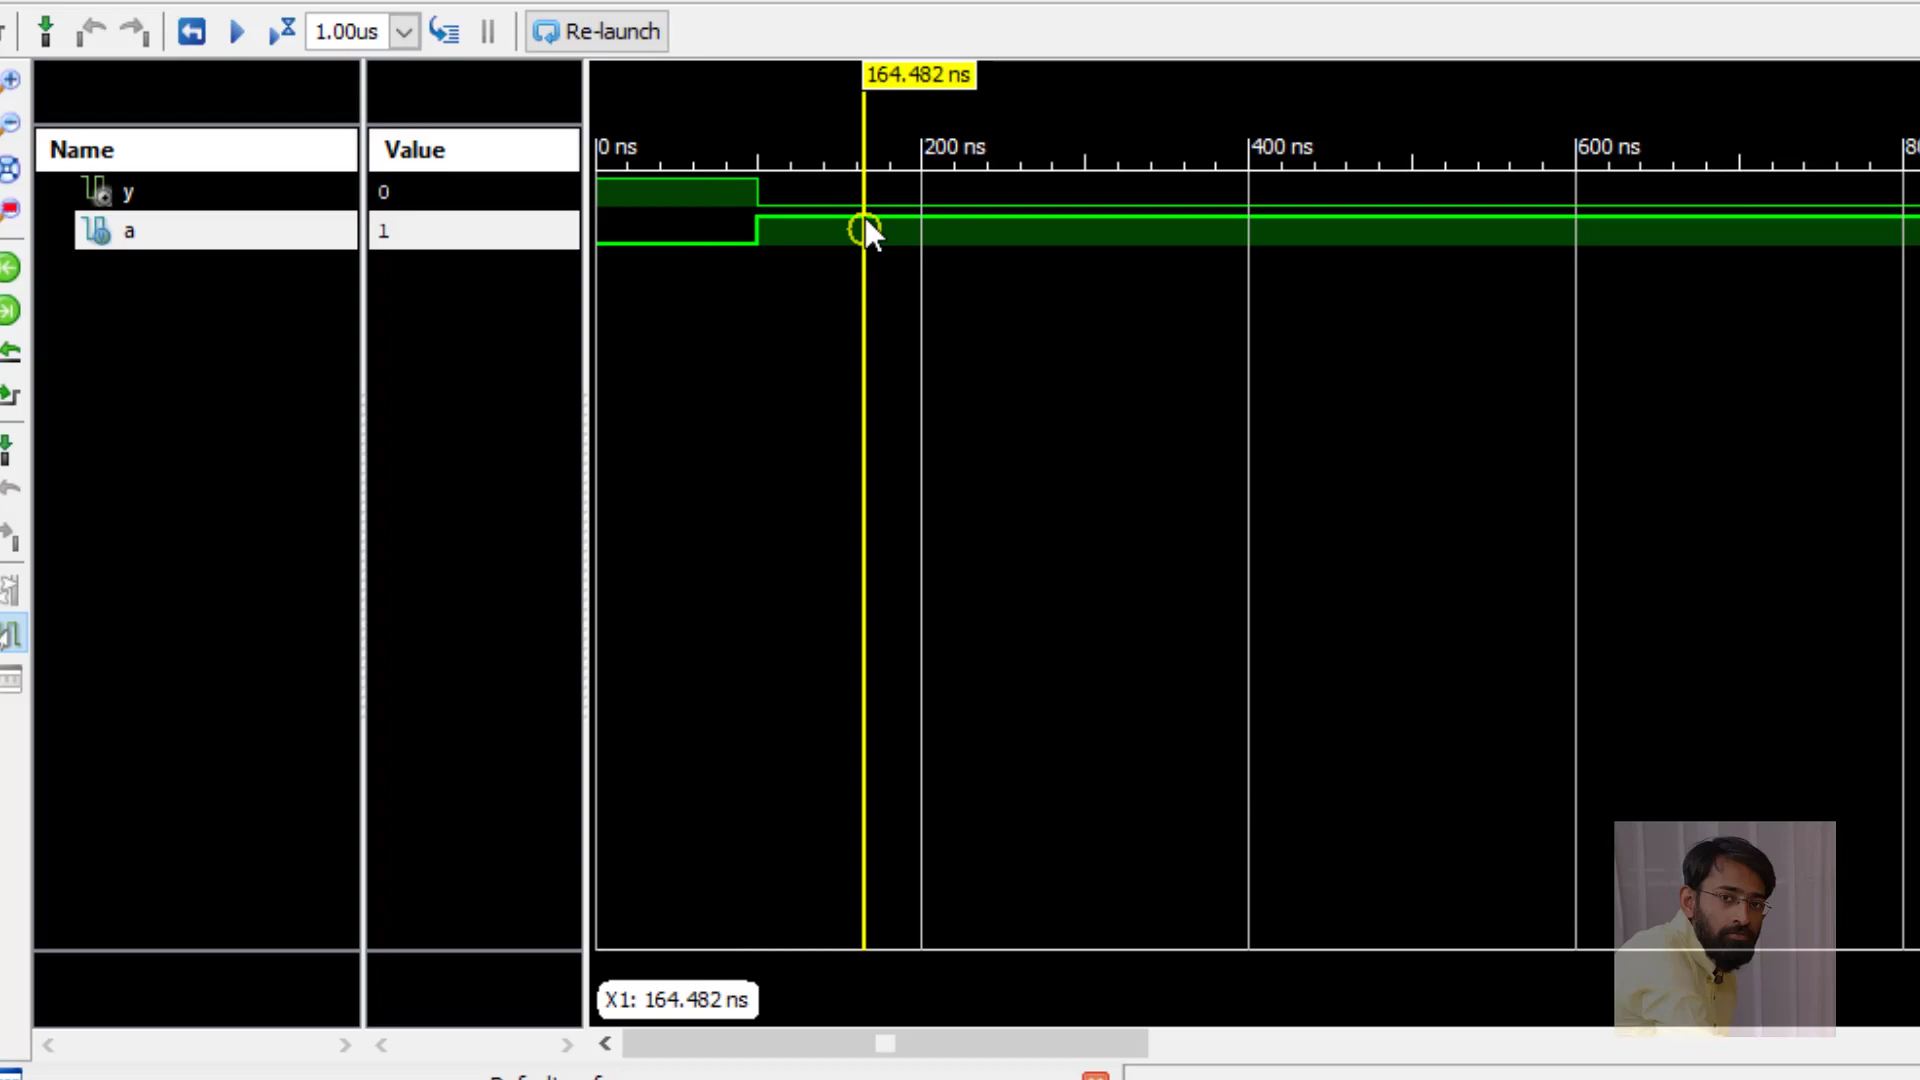 1.00us
Re-launch
164.482 ns
Name
Value
0 ns
200 ns
400 ns
600 ns
y
0
a
1
X1: 164.482 ns